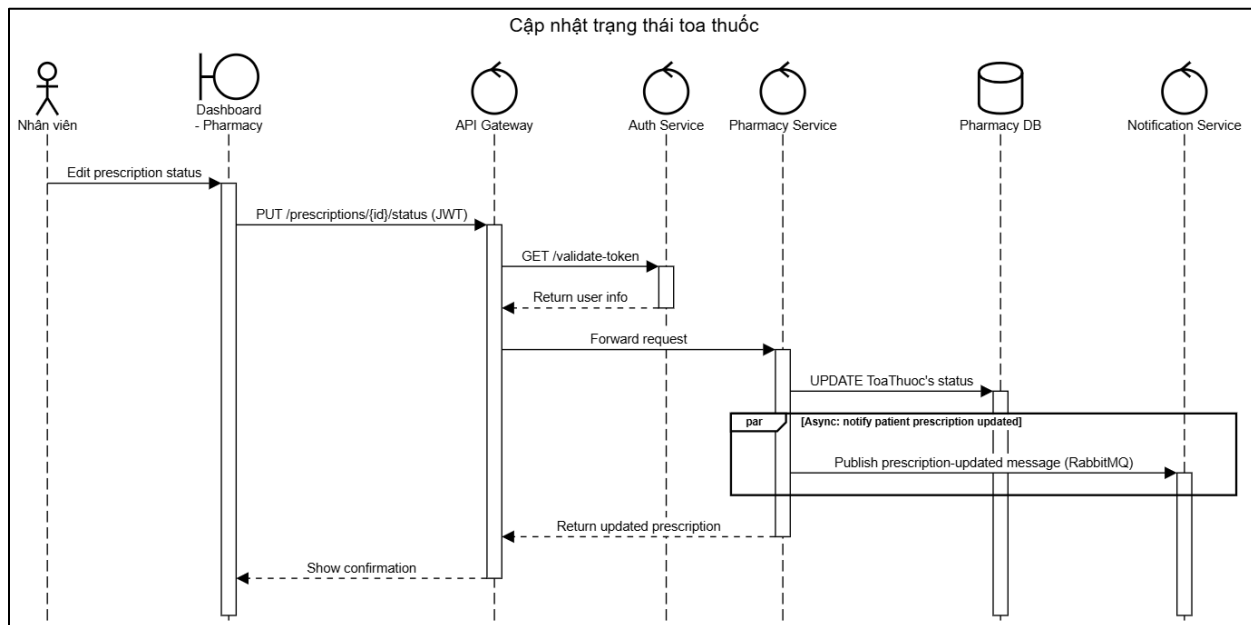 Cập nhật trạng thái toa thuốc
Nhân viên
Dashboard
- Pharmacy
API Gateway
Auth Service
Pharmacy Service
Pharmacy DB
Notification Service
Edit prescription status
PUT /prescriptions/{id}/status (JWT)
GET /validate-token
Return user info
Forward request
UPDATE ToaThuoc's status
par
[Async: notify patient prescription updated]
Publish prescription-updated message (RabbitMQ)
Return updated prescription
Show confirmation